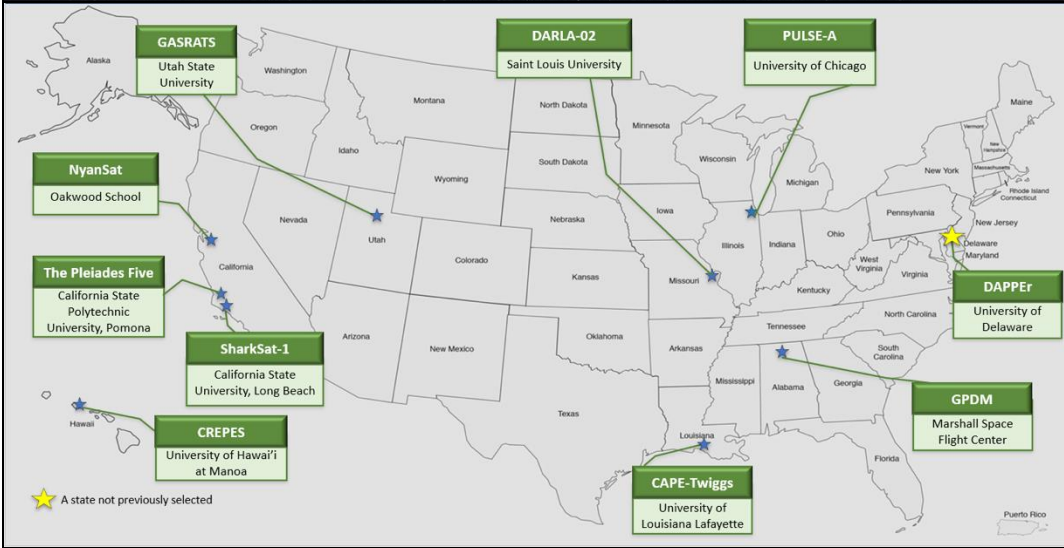 GASRATS
Utah State
University
DARLA-02
Saint Louis University
PULSE-A
University of Chicago
NyanSat
Oakwood School
The Pleiades Five
California State
Polytechnic
University, Pomona
SharkSat-1
California State
University, Long Beach
CREPES
University of Hawai’i
at Manoa
CAPE-Twiggs
University of
Louisiana Lafayette
GPDM
Marshall Space
Flight Center
DAPPEr
University of
Delaware
A state not previously selected
Alaska
Washington
Oregon
Idaho
Montana
Wyoming
Nevada
Utah
California
Colorado
Arizona
New Mexico
North Dakota
South Dakota
Nebraska
Kansas
Oklahoma
Texas
Minnesota
Iowa
Missouri
Arkansas
Louisiana
Wisconsin
Illinois
Michigan
Indiana
Ohio
Kentucky
Tennessee
Mississippi
Alabama
Georgia
Florida
South
Carolina
North Carolina
Virginia
West
Virginia
Pennsylvania
New York
Vermont
New
Hampshire
Maine
Massachusetts
Rhode Island
Connecticut
New Jersey
Delaware
Maryland
Hawaii
Puerto Rico